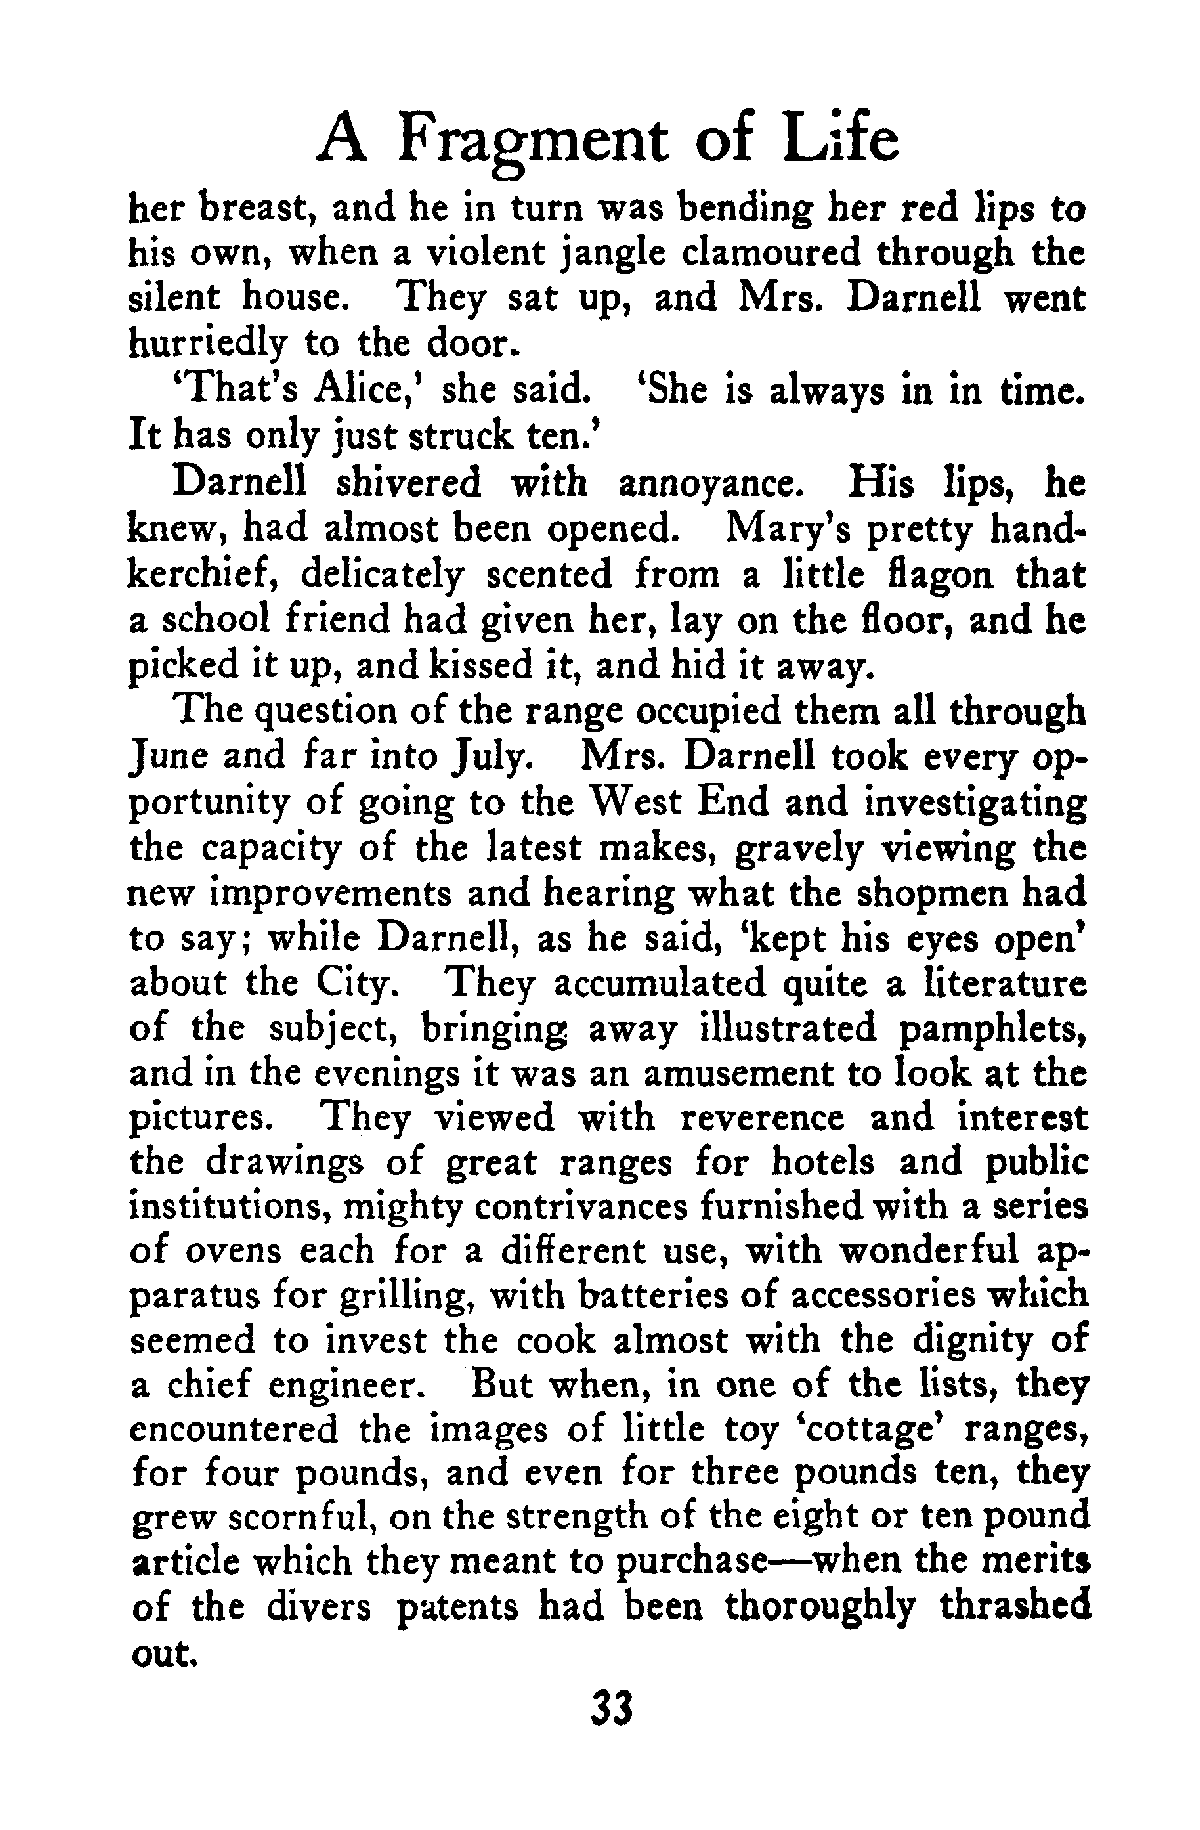 A Fragment of Life
her breast, and he in turn was bending her red lips to
his own, when a violent jangle clamoured through the
silent house. They sat up, and Mrs. Darnell went
hurriedly to the door.
‘That’s Alice,’ she said. ‘She is always in in time.
It has only just struck ten.’
Darnell shivered with annoyance. His lips, he
knew, had almost been opened. Mary’s pretty hand-
kerchief, delicately scented from a little flagon that
a school friend had given her, lay on the floor, and he
picked it up, and kissed it, and hid it away.
The question of the range occupied them all through
June and far into July. Mrs. Darnell took every op-
portunity of going to the West End and investigating
the capacity of the latest makes, gravely viewing the
new improvements and hearing what the shopmen had
to say; while Darnell, as he said, ‘kept his eyes open’
about the City. They accumulated quite a literature
of the subject, bringing away illustrated pamphlets,
and in the evenings it was an amusement to look at the
pictures. They viewed with reverence and interest
the drawings of great ranges for hotels and public
institutions, mighty contrivances furnished with a series
of ovens each for a different use, with wonderful ap-
paratus for grilling, with batteries of accessories which
seemed to invest the cook almost with the dignity of
a chief engineer. But when, in one of the lists, they
encountered the images of little toy ‘cottage’ ranges,
for four pounds, and even for three pounds ten, they
grew scornful, on the strength of the eight or ten pound
article which they meant to purchase—when the merits
of the divers patents had been thoroughly thrashed
out.
33